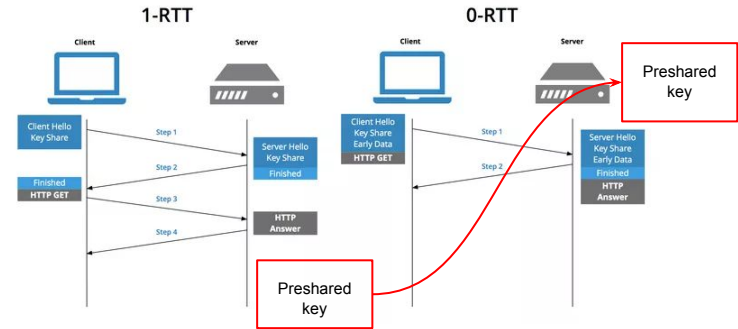 1-RTT
Client
Server
Client Hello
Key Share
Step 1
Server Hello
Key Share
Finished
Step 2
Finished
HTTP GET
Step 3
HTTP
Answer
Step 4
Preshared
key
0-RTT
Client
Server
Preshared
key
Client Hello
Key Share
Early Data
HTTP GET
Step 1
Server Hello
Key Share
Early Data
Finished
HTTP
Answer
Step 2